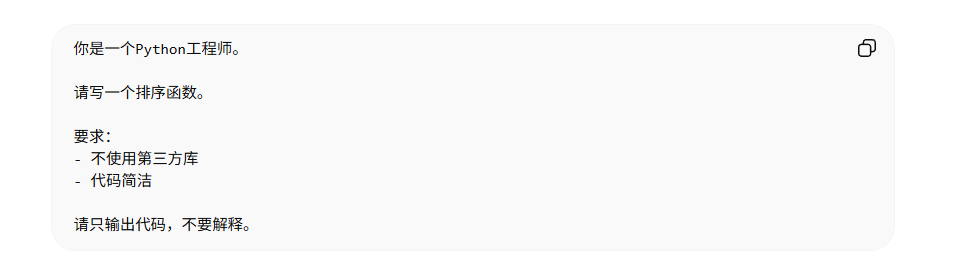 你是一个Python工程师。
请写一个排序函数。
要求：
- 不使用第三方库
- 代码简洁
请只输出代码，不要解释。